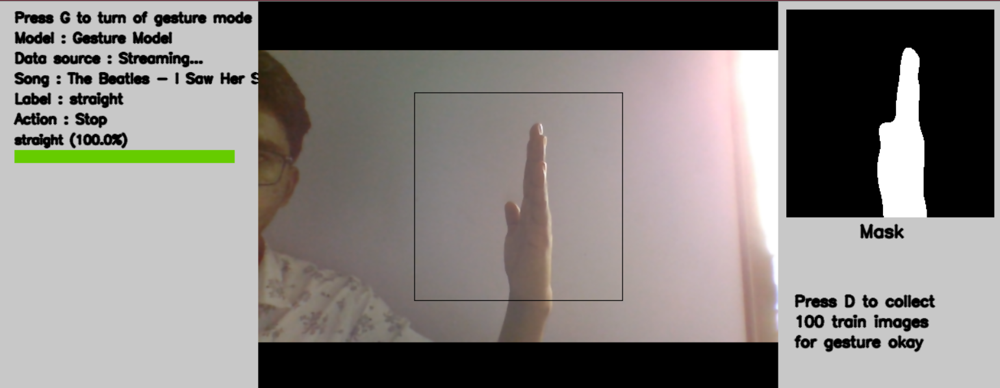 Press G to turn of gesture mode
Model : Gesture Model
Data source : Streaming...
Song : The Beatles - I Saw Her S
Label : straight
Action : Stop
straight (100.0%)
Mask
Press D to collect
100 train images
for gesture okay